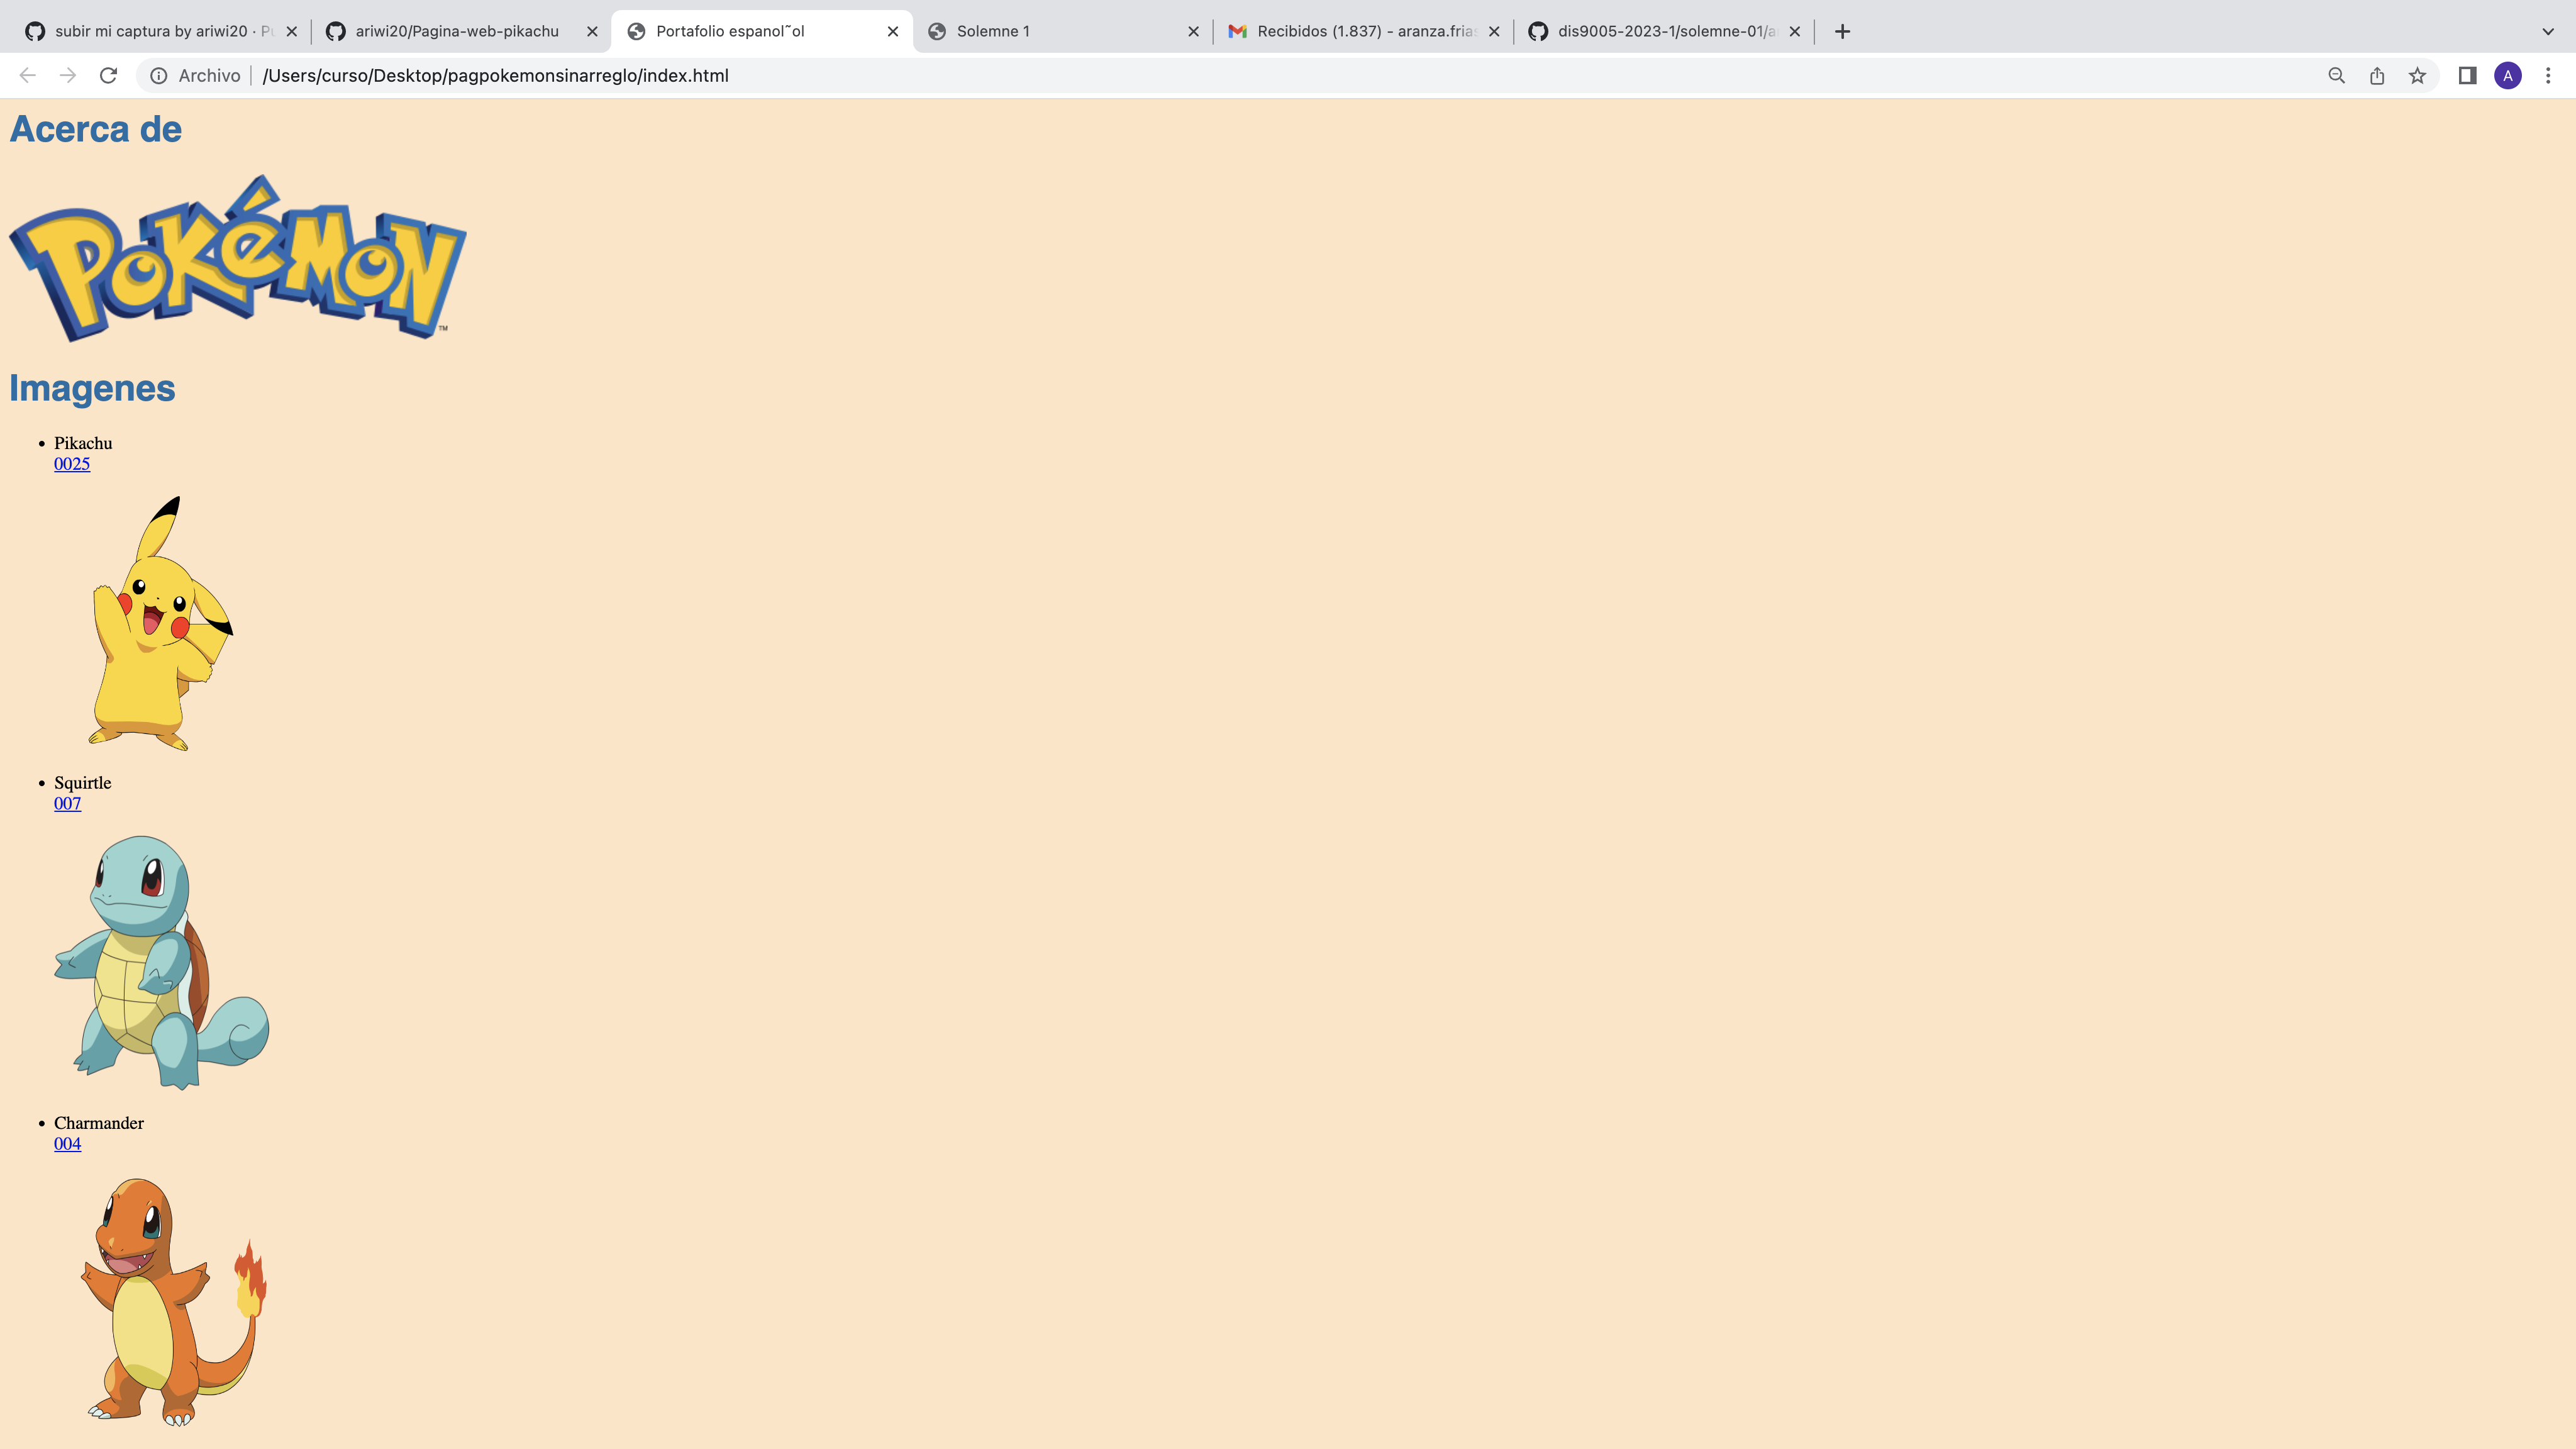 subir mi captura by ariwi20 · Pu
ariwi20/Pagina-web-pikachu
Portafolio espanol˜ol
Solemne 1
Recibidos (1.837) - aranza.frias
dis9005-2023-1/solemne-01/a
Archivo
/Users/curso/Desktop/pagpokemonsinarreglo/index.html
A
Acerca de
POKéMON
TM
Imagenes
• Pikachu
0025
• Squirtle
007
• Charmander
004